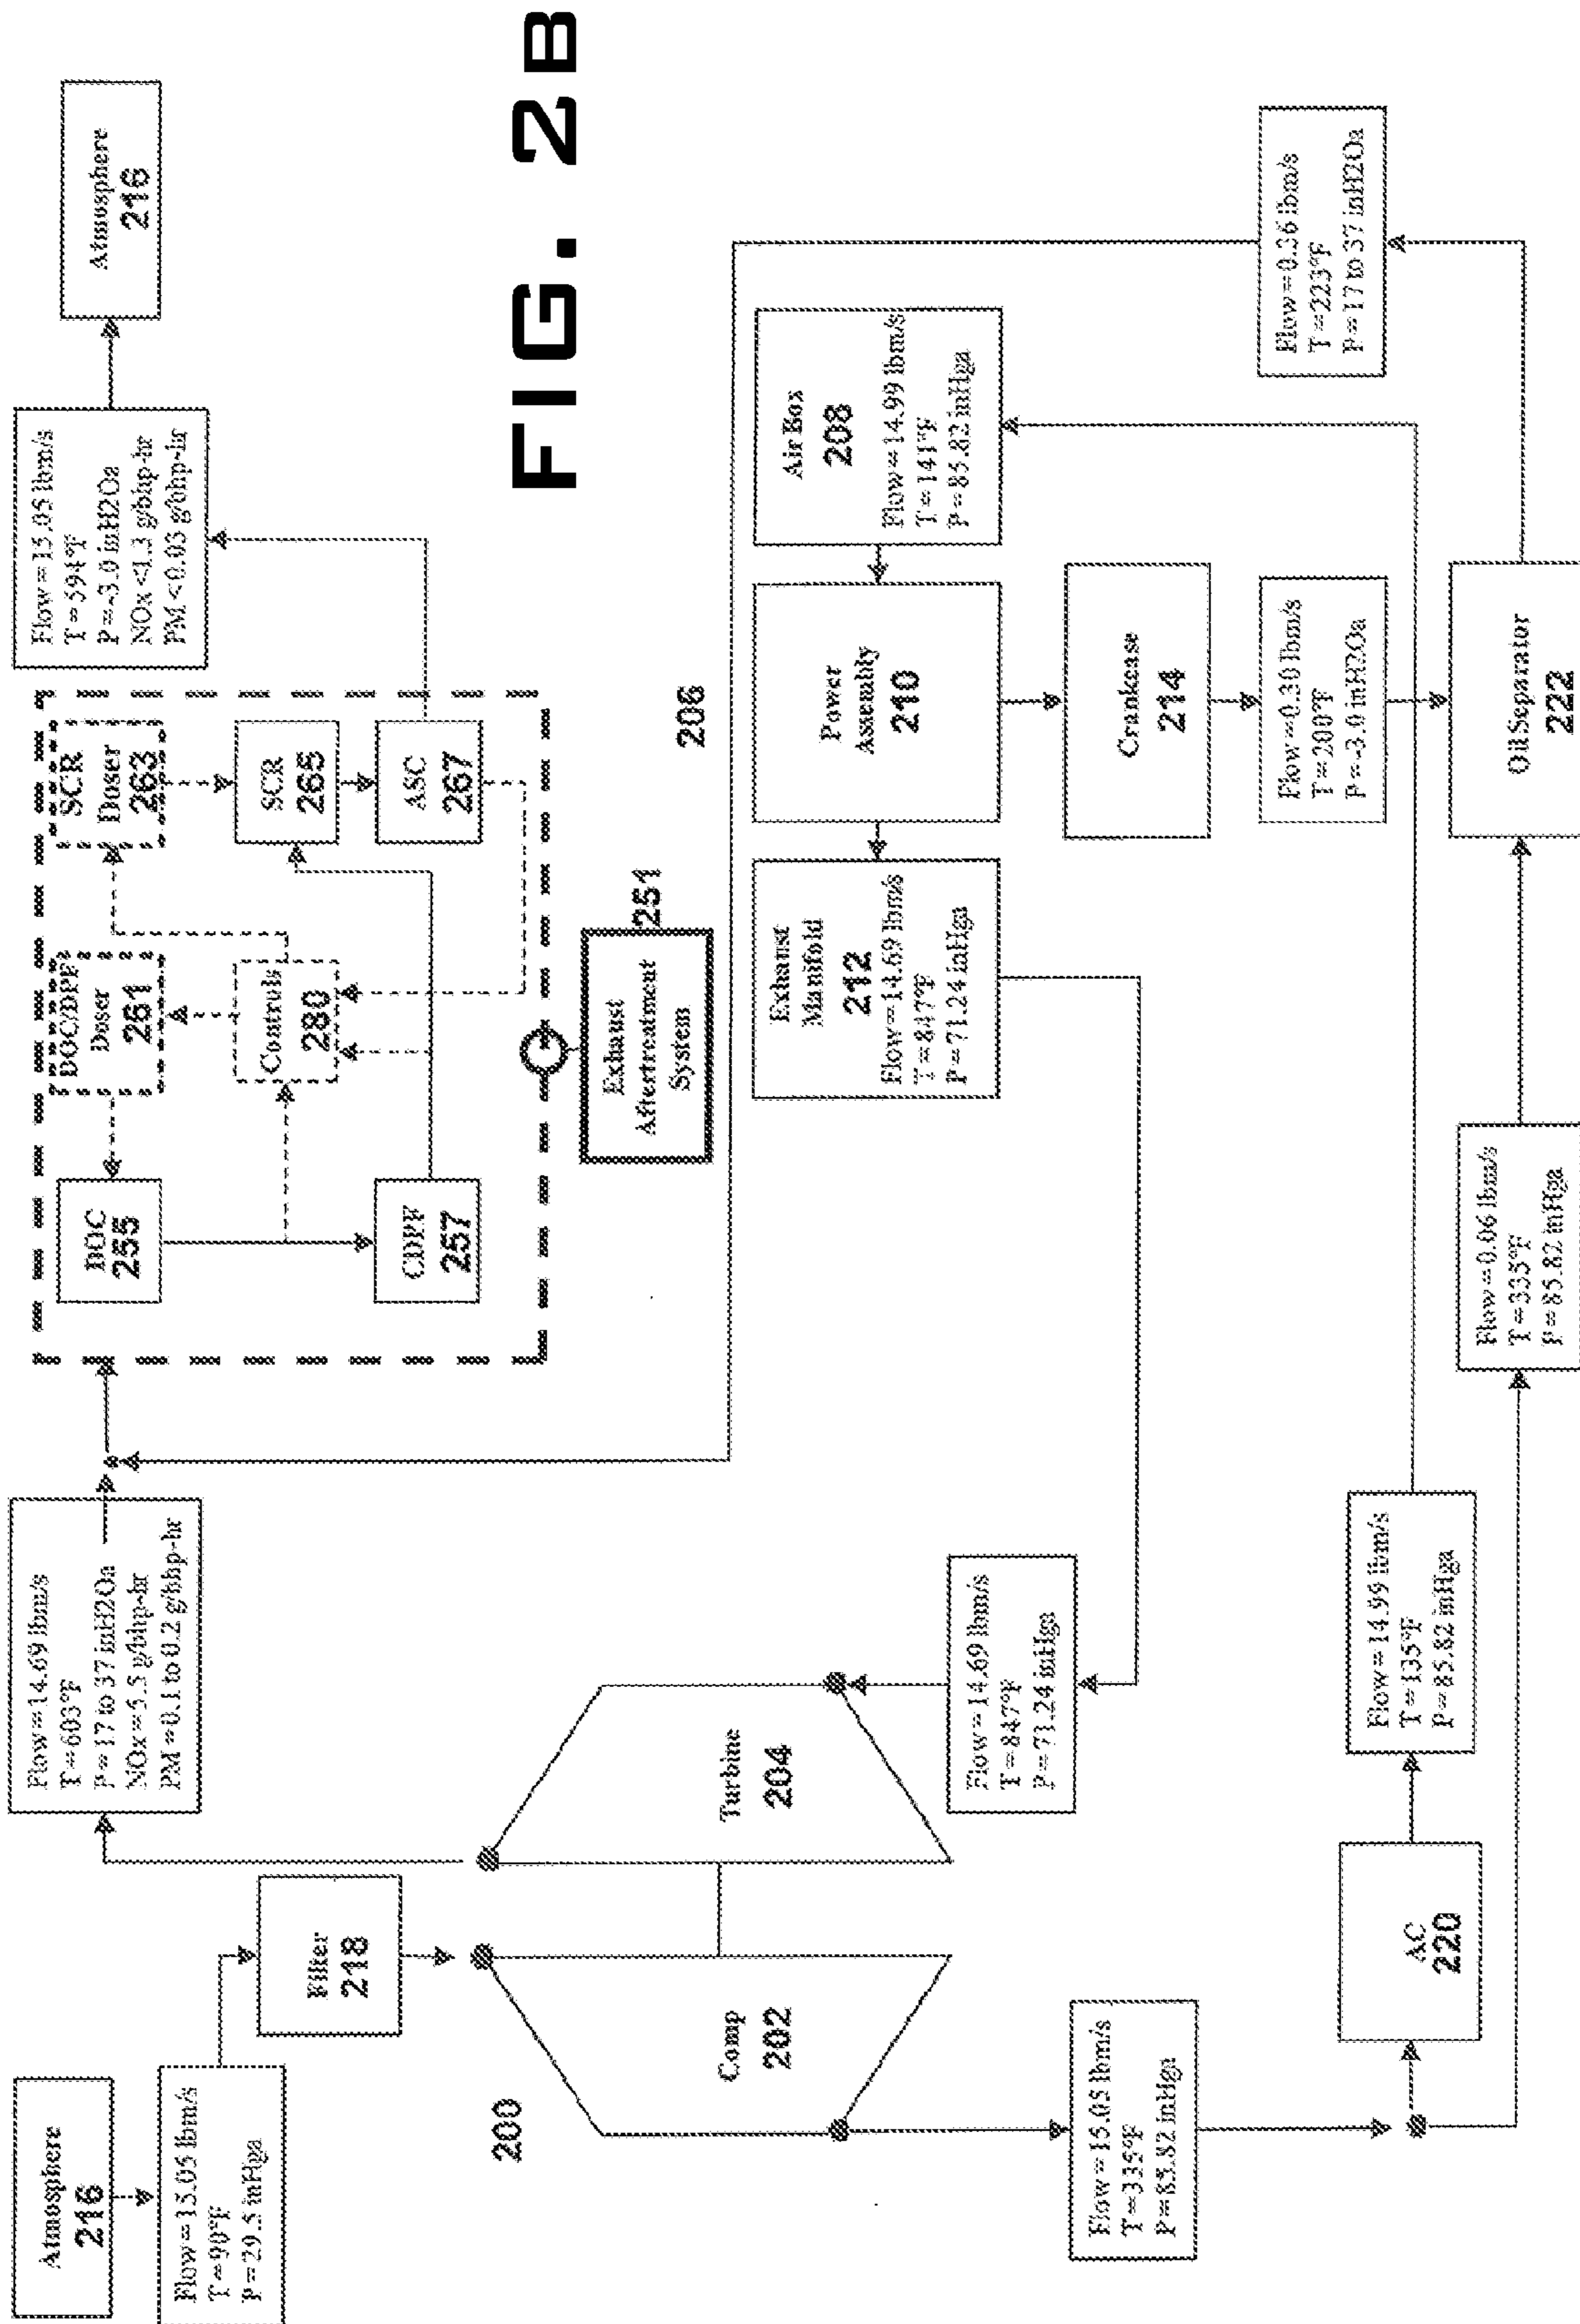 Atmosphere
216
Flow=15.05 lbm/s
T=90°F
P=29.5 inHga
Filter
218
200
Comp
202
Turbine
204
Flow=14.69 lbm/s
T=603°F
P=17 to 37 inH2Oa
NOx=5.5 g/bhp-hr
PM=0.1 to 0.2 g/bhp-hr
DOC
255
CDPF
257
DOC/DPF
Doser
261
Controls
280
SCR
Doser
263
SCR
265
ASC
267
Exhaust
Aftertreatment
System
251
Flow=15.05 lbm/s
T=594°F
P=-3.0 inH2Oa
NOx <1.3 g/bhp-hr
PM <0.03 g/bhp-hr
Atmosphere
216
FIG. 2B
206
Exhaust
Manifold
212
Flow=14.69 lbm/s
T=847°F
P=71.24 inHga
Power
Assembly
210
Air Box
208
Flow=14.99 lbm/s
T=141°F
P=85.82 inHga
Flow=14.69 lbm/s
T=847°F
P=71.24 inHga
Crankcase
214
Flow=0.30 lbm/s
T=200°F
P=-3.0 inH2Oa
Flow=0.36 lbm/s
T=223°F
P=17 to 37 inH2Oa
Flow=15.05 lbm/s
T=335°F
P=85.82 inHga
AC
220
Flow=14.99 lbm/s
T=135°F
P=85.82 inHga
Flow=0.06 lbm/s
T=335°F
P=85.82 inHga
Oil Separator
222